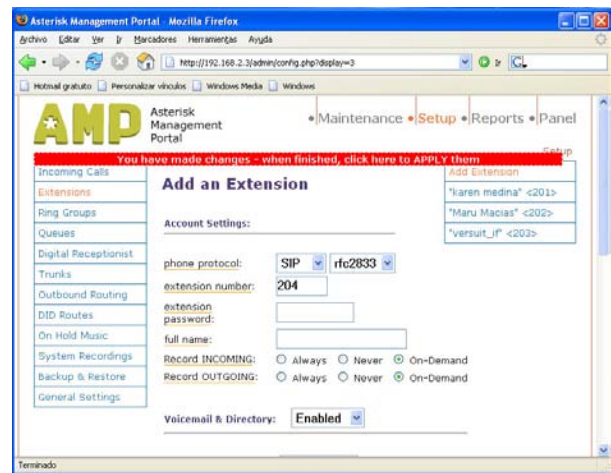 Asterisk Management Portal - Mozilla Firefox
Archivo Editar Ver Ir Marcadores Herramientas Ayuda
http://192.168.2.3/admin/config.php?display=3
Ir
Hotmail gratuito Personalizar vínculos Windows Media Windows
AMP
Asterisk
Management
Portal
• Maintenance • Setup • Reports • Panel
Setup
You have made changes - when finished, click here to APPLY them
Incoming Calls
Extensions
Ring Groups
Queues
Digital Receptionist
Trunks
Outbound Routing
DID Routes
On Hold Music
System Recordings
Backup & Restore
General Settings
Add an Extension
Account Settings:
phone protocol: SIP rfc2833
extension number: 204
extension
password:
full name:
Record INCOMING: Always Never On-Demand
Record OUTGOING: Always Never On-Demand
Voicemail & Directory: Enabled
Add Extension
"karen medina" <201>
"Maru Macias" <202>
"versuit_if" <203>
Terminado